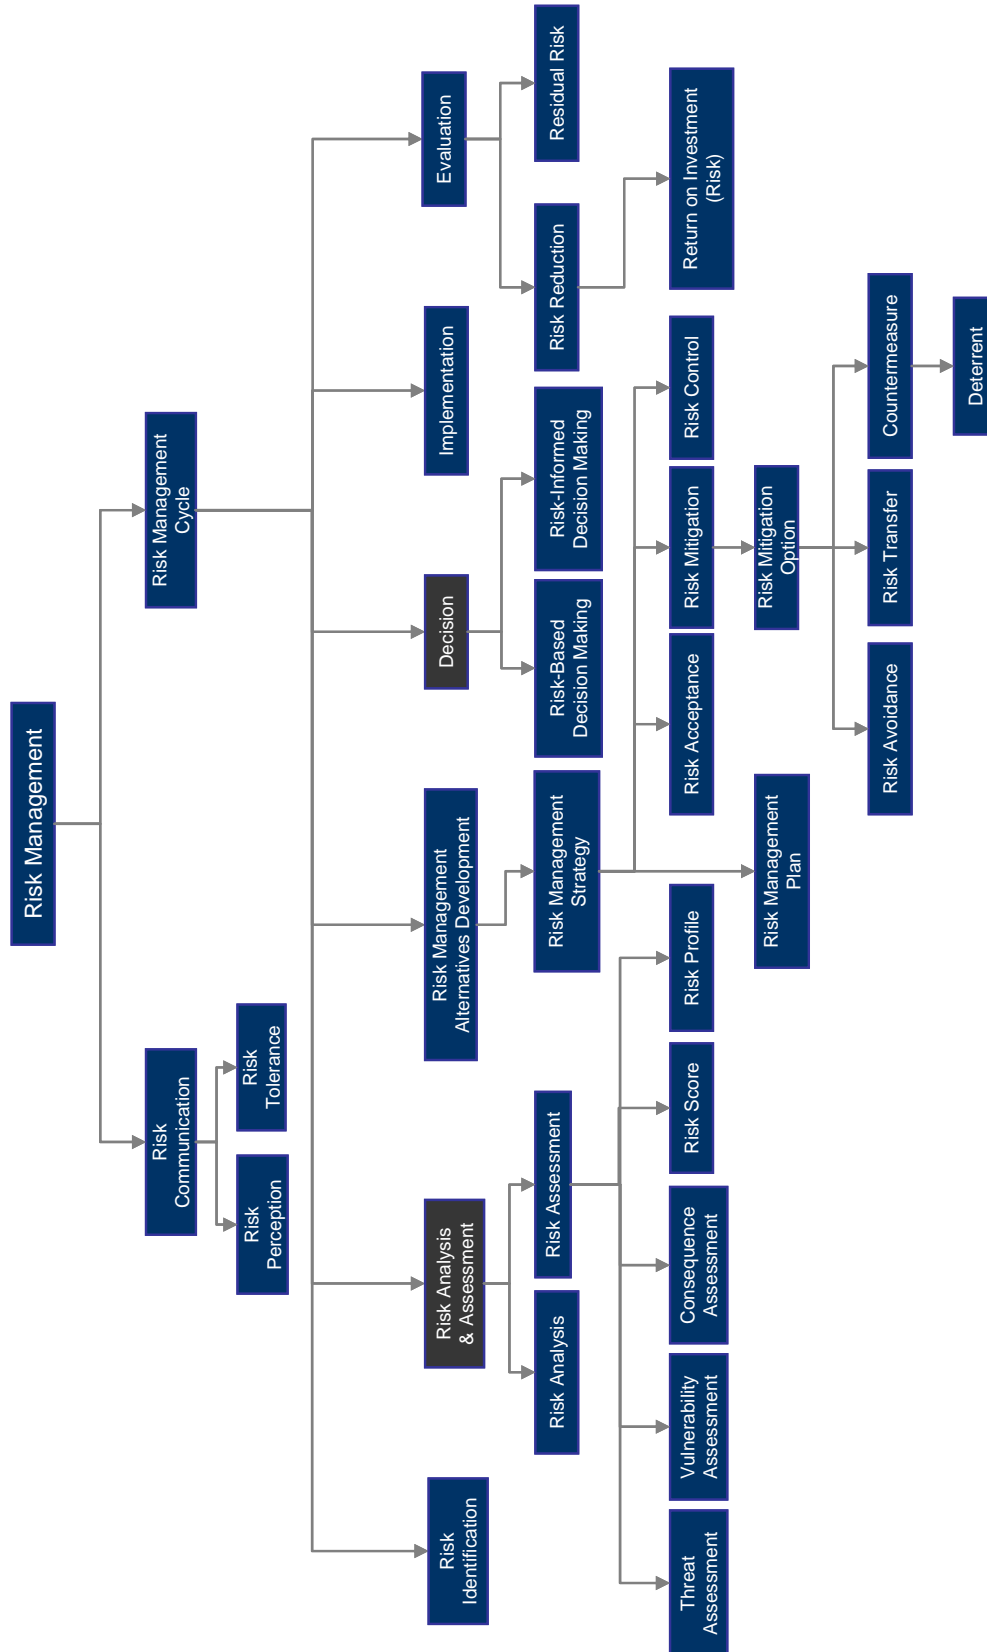 Risk Management
Risk
Communication
Risk Management
Cycle
Risk
Perception
Risk
Tolerance
Risk
Identification
Risk Analysis
& Assessment
Risk Management
Alternatives Development
Decision
Implementation
Evaluation
Risk Analysis
Risk Assessment
Risk Management
Strategy
Risk-Based
Decision Making
Risk-Informed
Decision Making
Risk Reduction
Residual Risk
Threat
Assessment
Vulnerability
Assessment
Consequence
Assessment
Risk Score
Risk Profile
Risk Acceptance
Risk Mitigation
Risk Control
Return on Investment
(Risk)
Risk Management
Plan
Risk Mitigation
Option
Risk Avoidance
Risk Transfer
Countermeasure
Deterrent